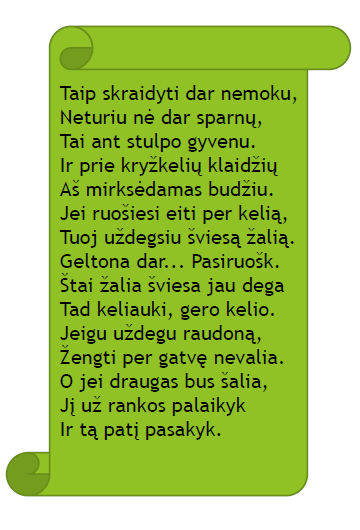 Taip skraidyti dar nemoku,
Neturiu nė dar sparnų,
Tai ant stulpo gyvenu.
Ir prie kryžkelių klaidžių
Aš mirksėdamas budžiu.
Jei ruošiesi eiti per kelią,
Tuoj uždegsiu šviesą žalią.
Geltona dar... Pasiruošk.
Štai žalia šviesa jau dega
Tad keliauki, gero kelio.
Jeigu uždegu raudoną,
Žengti per gatvę nevalia.
O jei draugas bus šalia,
Jį už rankos palaikyk
Ir tą patį pasakyk.